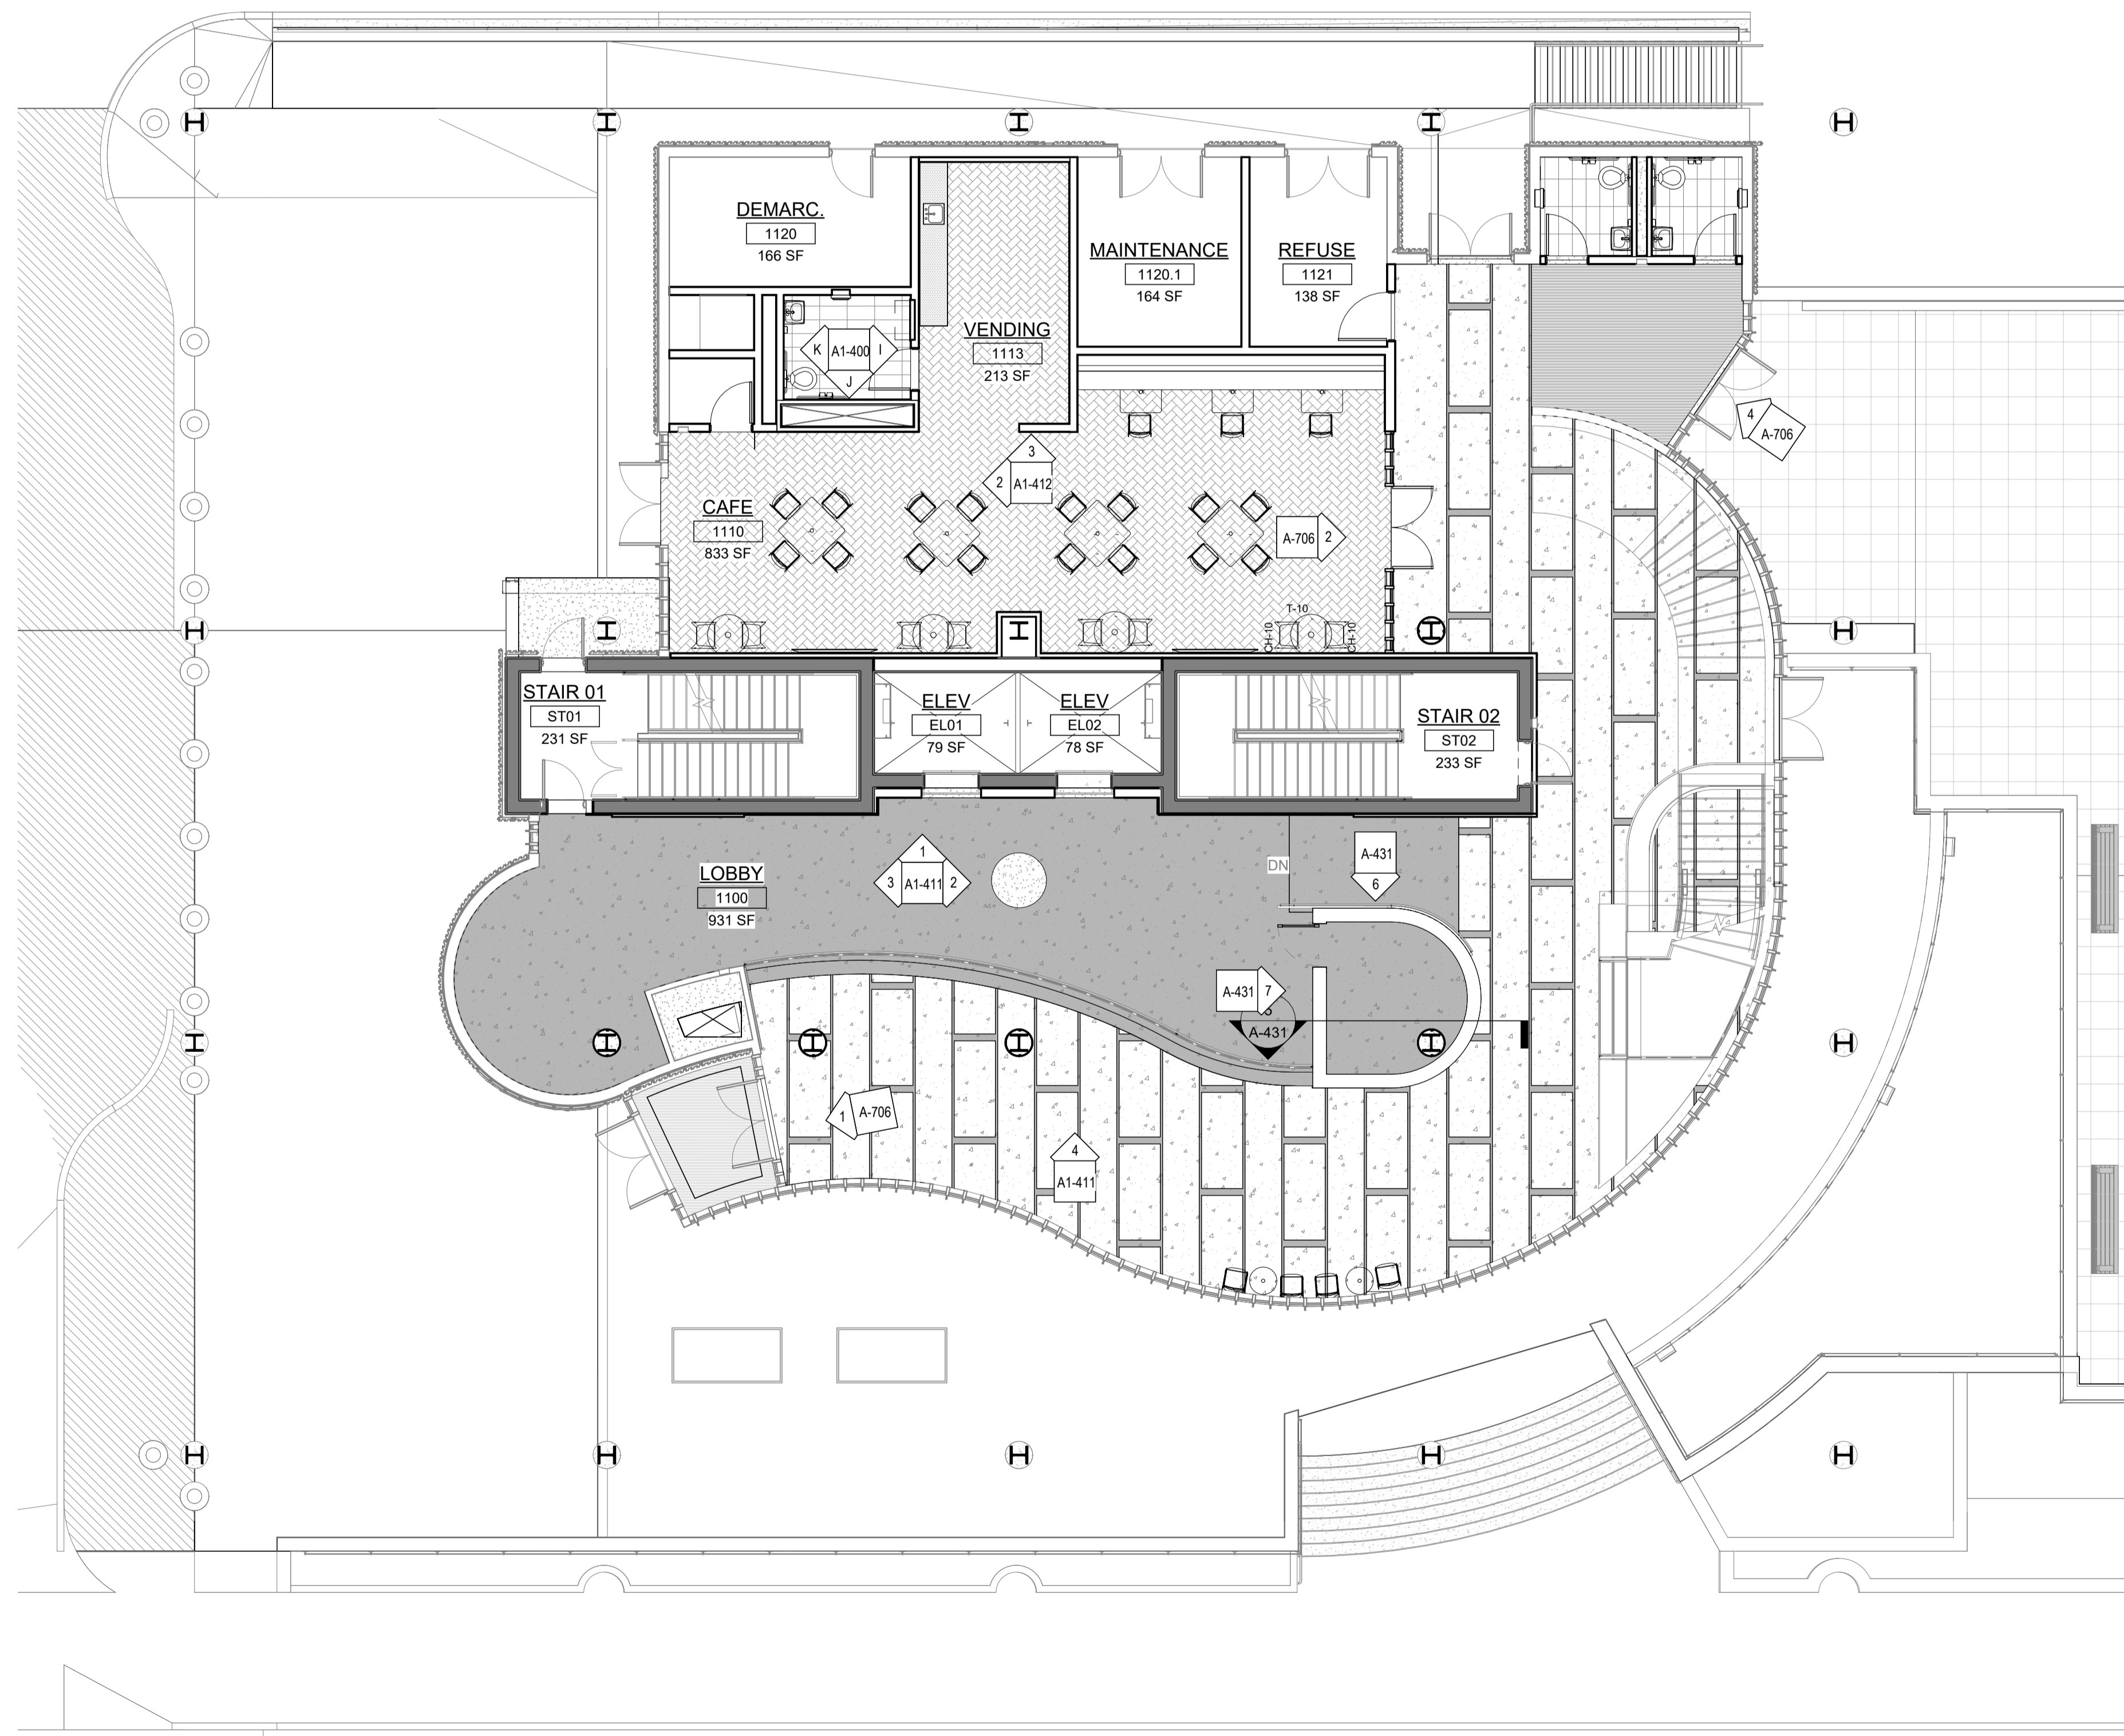 DEMARC.
1120
166 SF
MAINTENANCE
1120.1
164 SF
REFUSE
1121
138 SF
VENDING
1113
213 SF
K
A1-400
I
J
3
2
A1-412
4
A-706
CAFE
1110
833 SF
A-706
2
T-10
CH-10
CH-10
STAIR 01
ST01
231 SF
ELEV
EL01
79 SF
ELEV
EL02
78 SF
STAIR 02
ST02
233 SF
LOBBY
1100
931 SF
1
3
A1-411
2
DN
A-431
6
A-431
7
A-431
1
A-706
4
A1-411